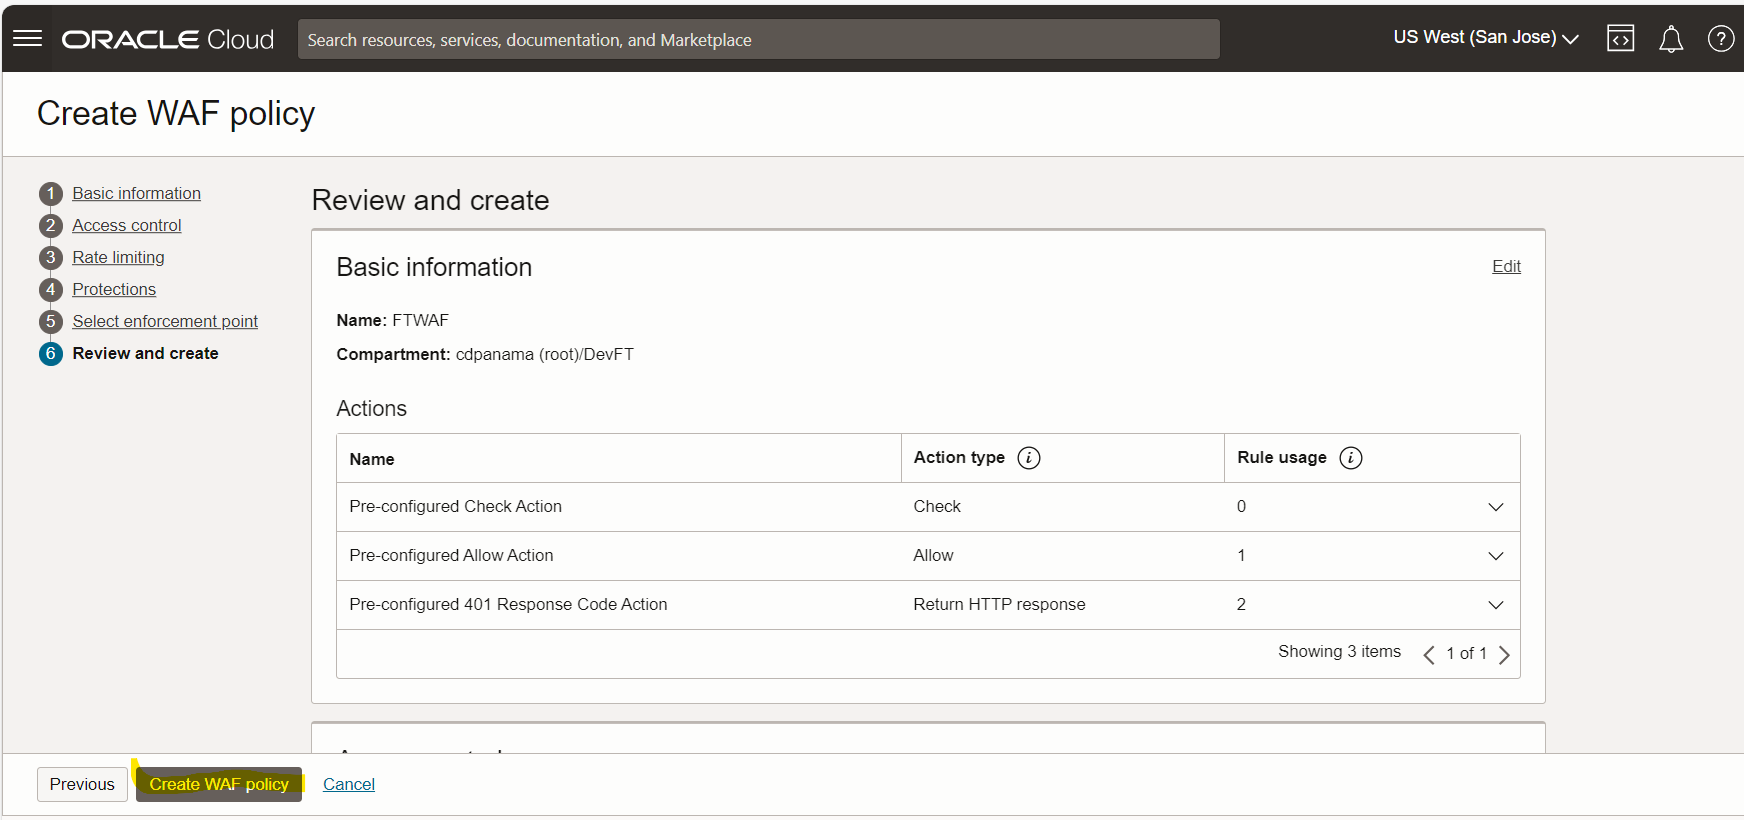 ORACLE Cloud
Search resources, services, documentation, and Marketplace
US West (San Jose)
Create WAF policy
1 Basic information
2 Access control
3 Rate limiting
4 Protections
5 Select enforcement point
6 Review and create
Review and create
Basic information
Edit
Name: FTWAF
Compartment: cdpanama (root)/DevFT
Actions
Name Action type i Rule usage i
Pre-configured Check Action Check 0
Pre-configured Allow Action Allow 1
Pre-configured 401 Response Code Action Return HTTP response 2
Showing 3 items < 1 of 1 >
Previous Create WAF policy Cancel